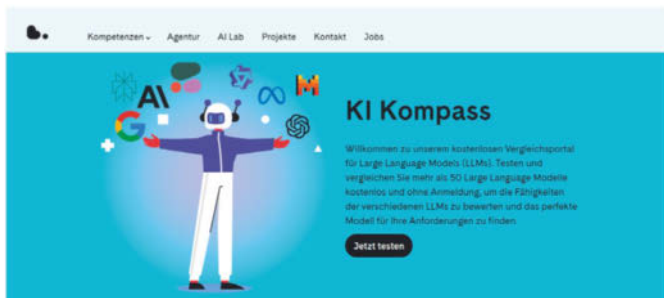 Kompetenzen
Agentur
AI Lab
Projekte
Kontakt
Jobs
KI Kompass
Willkommen zu unserem kostenlosen Vergleichsportal
für Large Language Models (LLMs). Testen und
vergleichen Sie mehr als 50 Large Language Modelle
kostenlos und ohne Anmeldung, um die Fähigkeiten
der verschiedenen LLMs zu bewerten und das perfekte
Modell für Ihre Anforderungen zu finden.
Jetzt testen